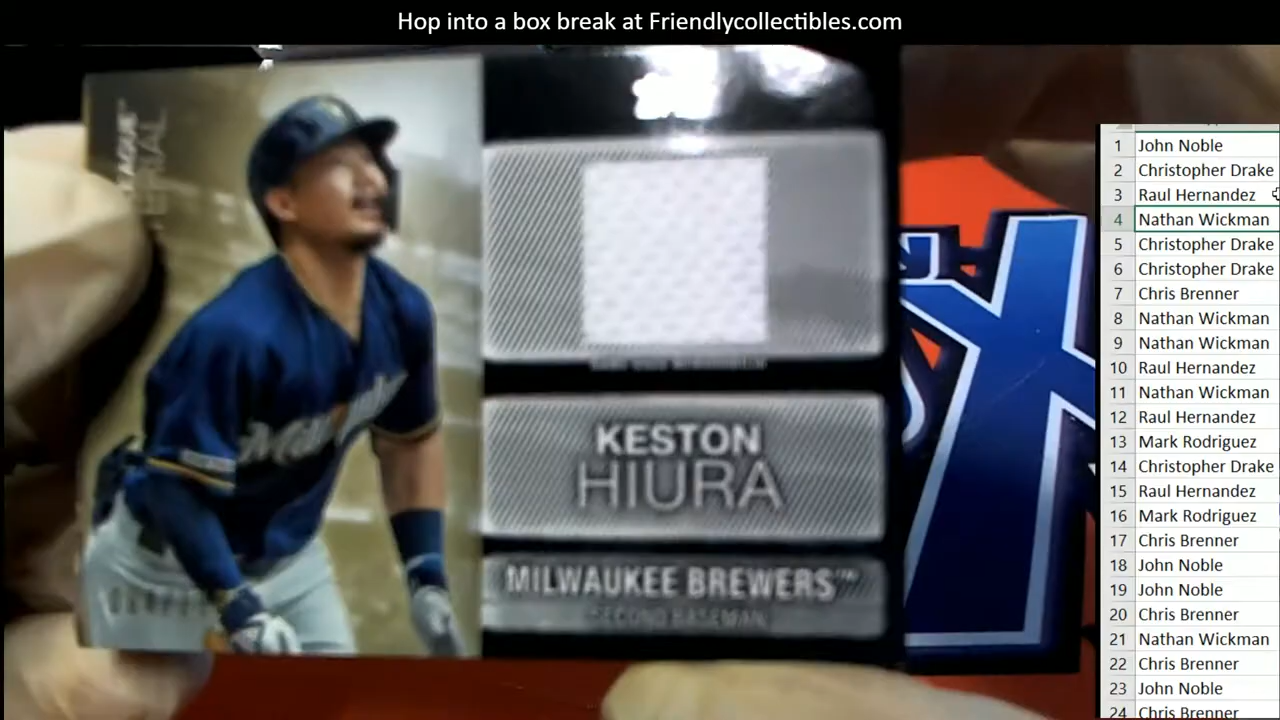 Hop into a box break at Friendlycollectibles.com
KESTON
HIURA
MILWAUKEE BREWERS™
SECOND BASEMAN
1 John Noble
2 Christopher Drake
3 Raul Hernandez
4 Nathan Wickman
5 Christopher Drake
6 Christopher Drake
7 Chris Brenner
8 Nathan Wickman
9 Nathan Wickman
10 Raul Hernandez
11 Nathan Wickman
12 Raul Hernandez
13 Mark Rodriguez
14 Christopher Drake
15 Raul Hernandez
16 Mark Rodriguez
17 Chris Brenner
18 John Noble
19 John Noble
20 Chris Brenner
21 Nathan Wickman
22 Chris Brenner
23 John Noble
24 Chris Brenner